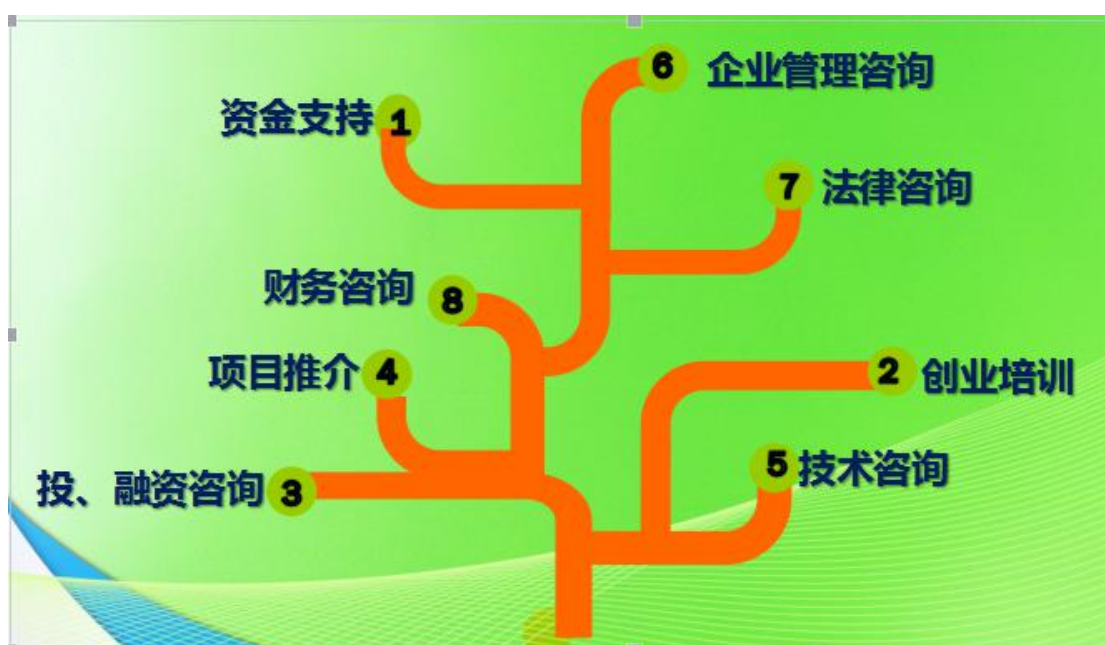 6 企业管理咨询
资金支持 1
7 法律咨询
财务咨询 8
项目推介 4
2 创业培训
5 技术咨询
投、融资咨询 3